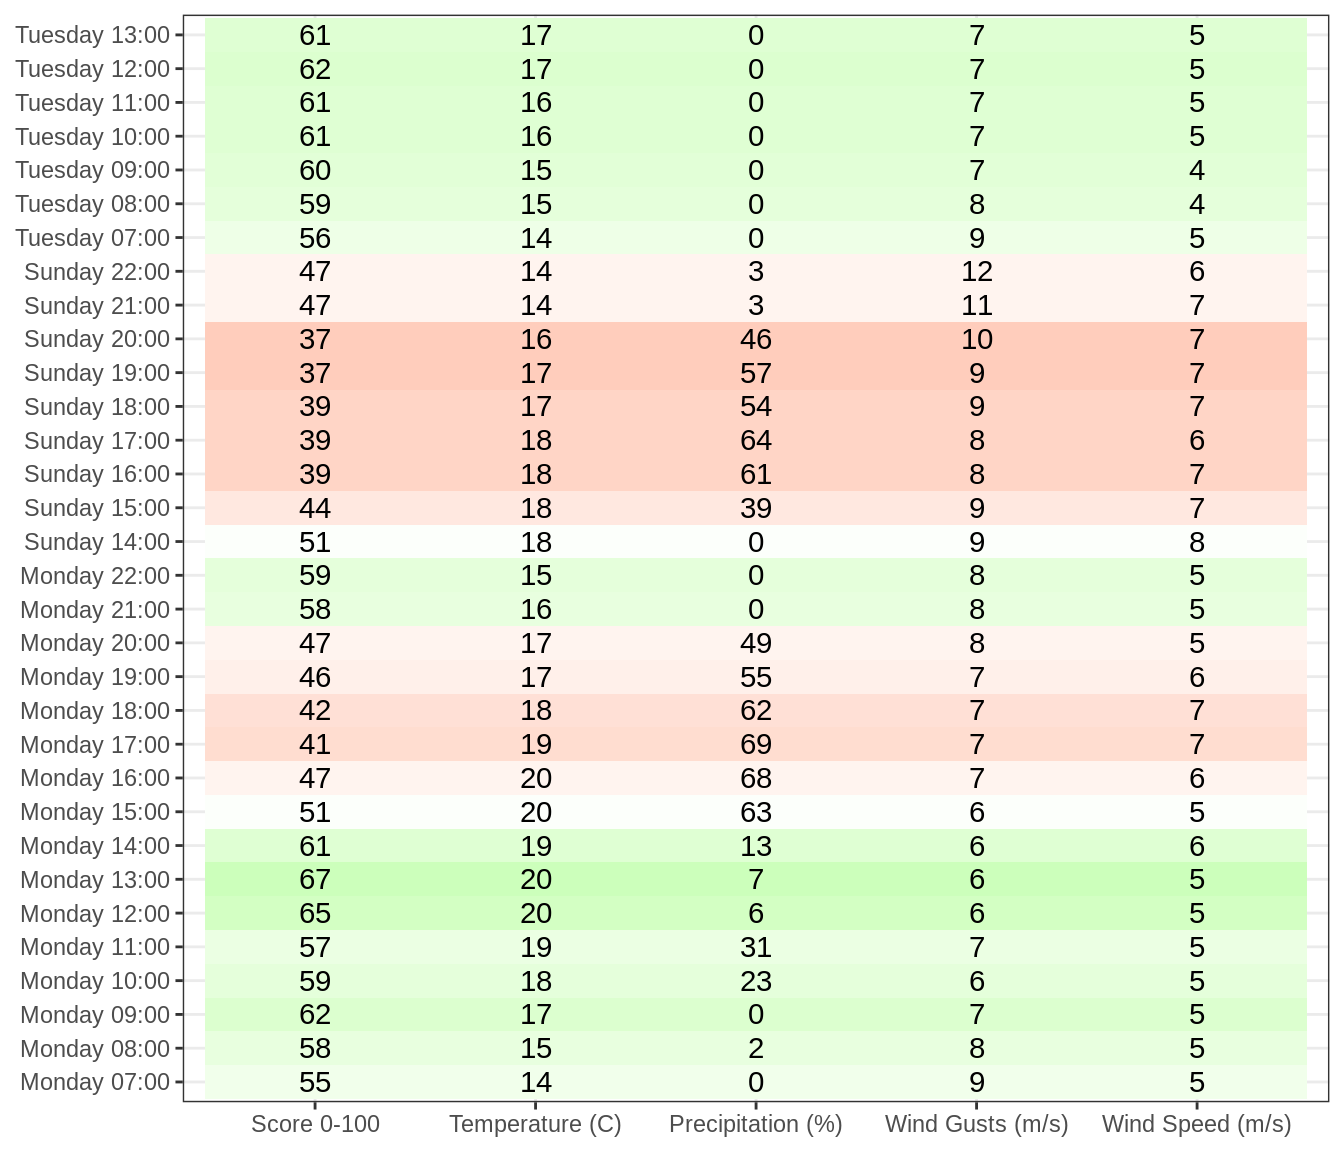 Tuesday 13:00 61 17 0 7 5
Tuesday 12:00 62 17 0 7 5
Tuesday 11:00 61 16 0 7 5
Tuesday 10:00 61 16 0 7 5
Tuesday 09:00 60 15 0 7 4
Tuesday 08:00 59 15 0 8 4
Tuesday 07:00 56 14 0 9 5
Sunday 22:00 47 14 3 12 6
Sunday 21:00 47 14 3 11 7
Sunday 20:00 37 16 46 10 7
Sunday 19:00 37 17 57 9 7
Sunday 18:00 39 17 54 9 7
Sunday 17:00 39 18 64 8 6
Sunday 16:00 39 18 61 8 7
Sunday 15:00 44 18 39 9 7
Sunday 14:00 51 18 0 9 8
Monday 22:00 59 15 0 8 5
Monday 21:00 58 16 0 8 5
Monday 20:00 47 17 49 8 5
Monday 19:00 46 17 55 7 6
Monday 18:00 42 18 62 7 7
Monday 17:00 41 19 69 7 7
Monday 16:00 47 20 68 7 6
Monday 15:00 51 20 63 6 5
Monday 14:00 61 19 13 6 6
Monday 13:00 67 20 7 6 5
Monday 12:00 65 20 6 6 5
Monday 11:00 57 19 31 7 5
Monday 10:00 59 18 23 6 5
Monday 09:00 62 17 0 7 5
Monday 08:00 58 15 2 8 5
Monday 07:00 55 14 0 9 5
Score 0-100 Temperature (C) Precipitation (%) Wind Gusts (m/s) Wind Speed (m/s)